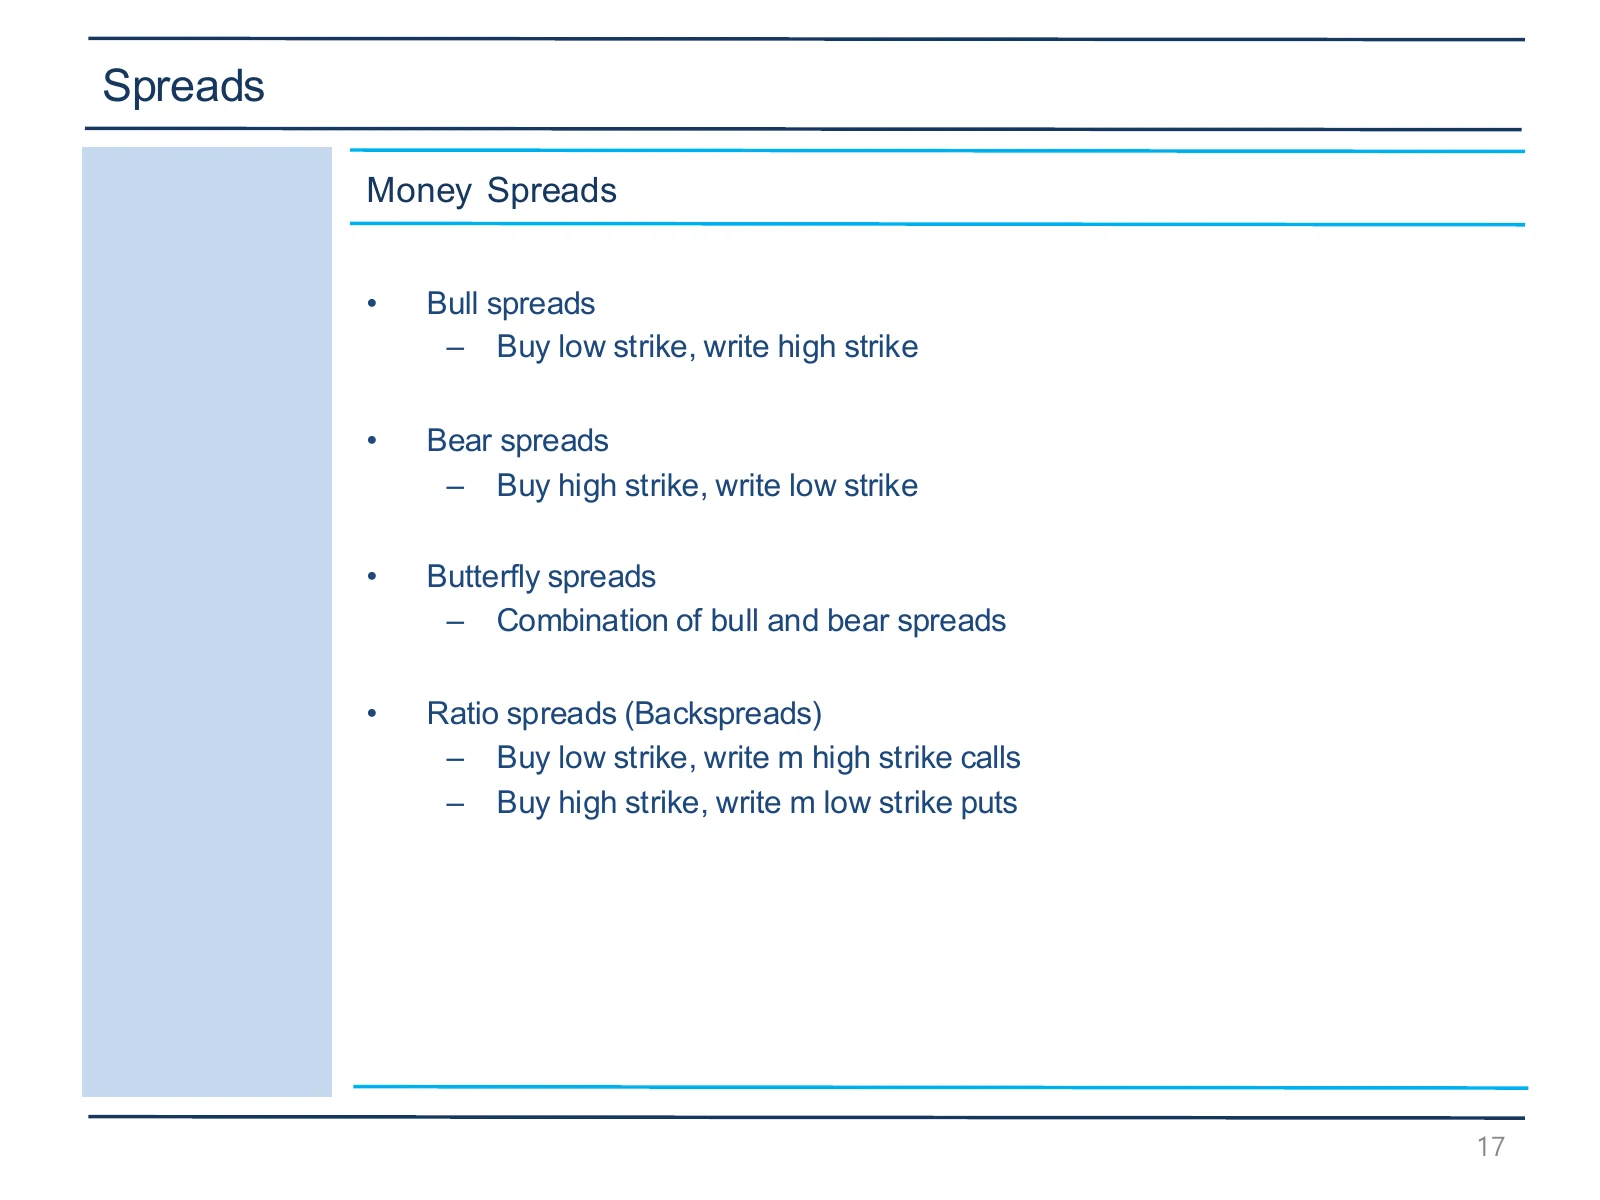 Spreads
Money Spreads
• Bull spreads
– Buy low strike, write high strike
• Bear spreads
– Buy high strike, write low strike
• Butterfly spreads
– Combination of bull and bear spreads
• Ratio spreads (Backspreads)
– Buy low strike, write m high strike calls
– Buy high strike, write m low strike puts
17